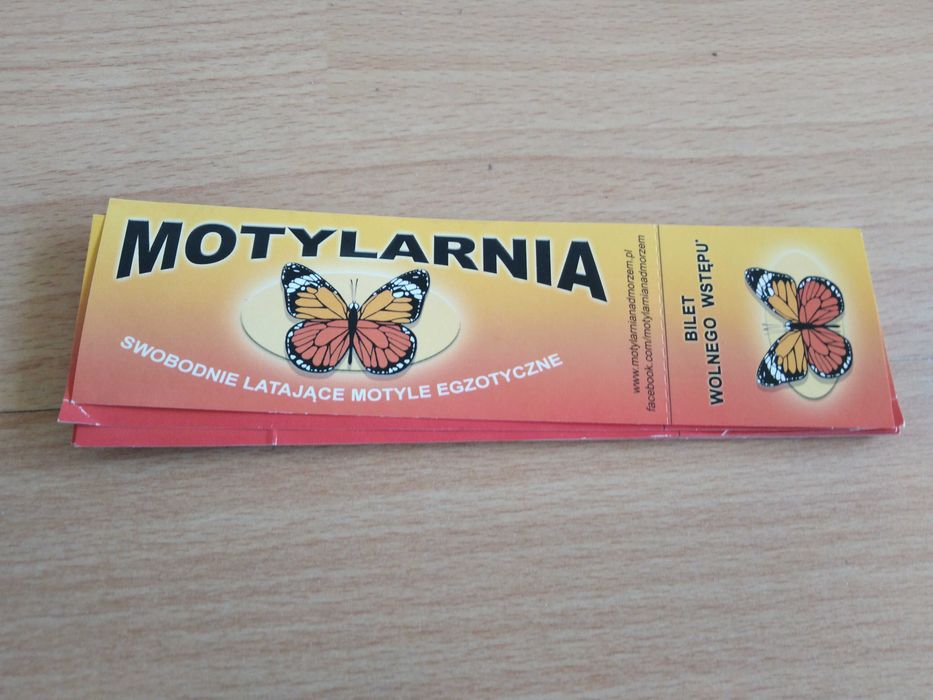 MOTYLARNIA
SWOBODNIE LATAJĄCE MOTYLE EGZOTYCZNE
www.motylarnianadmorzem.pl
facebook.com/motylarnianadmorzem
BILET
WOLNEGO WSTĘPU*